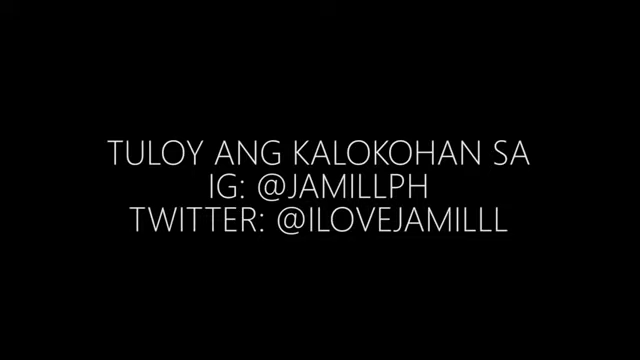 TULOY ANG KALOKOHAN SA
IG: @JAMILLPH
TWITTER: @ILOVEJAMILLL